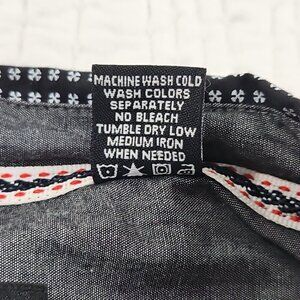 MACHINE WASH COLD
WASH COLORS
SEPARATELY
NO BLEACH
TUMBLE DRY LOW
MEDIUM IRON
WHEN NEEDED